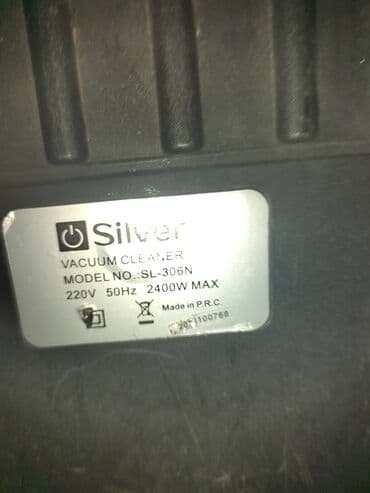 Silver
VACUUM CLEANER
MODEL NO.:SL-306N
220V 50Hz 2400W MAX
Made in P.R.C.